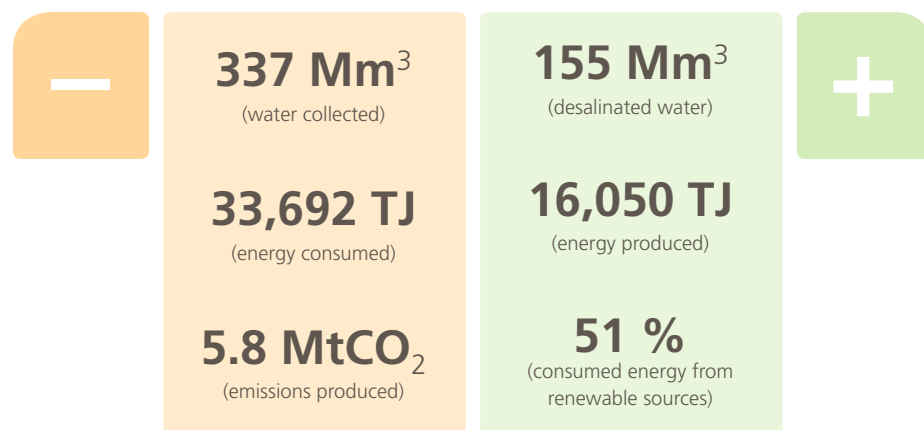 337 Mm³
(water collected)
33,692 TJ
(energy consumed)
5.8 MtCO₂
(emissions produced)
155 Mm³
(desalinated water)
16,050 TJ
(energy produced)
51 %
(consumed energy from
renewable sources)